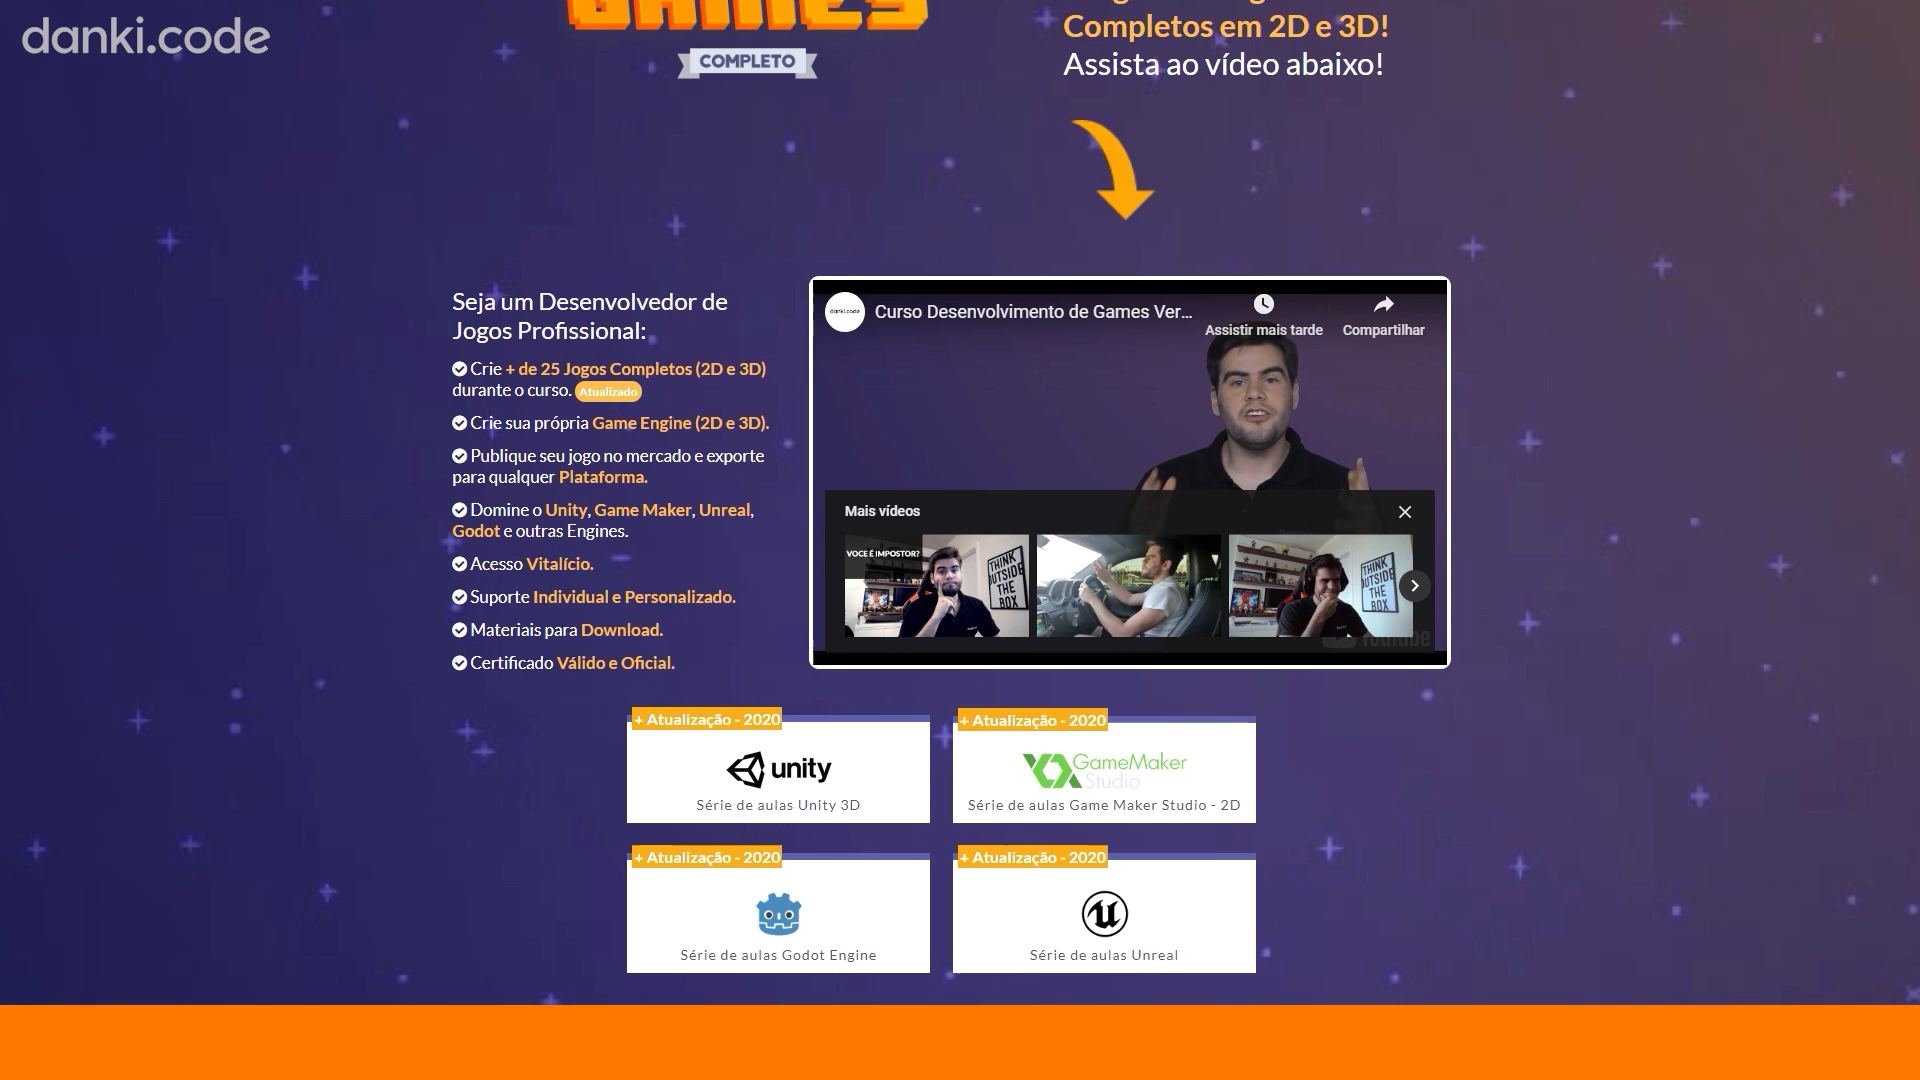 danki.code
GAMES
COMPLETO
Completos em 2D e 3D!
Assista ao vídeo abaixo!
Seja um Desenvolvedor de
Jogos Profissional:
Crie + de 25 Jogos Completos (2D e 3D)
durante o curso. Atualizado
Crie sua própria Game Engine (2D e 3D).
Publique seu jogo no mercado e exporte
para qualquer Plataforma.
Domine o Unity, Game Maker, Unreal,
Godot e outras Engines.
Acesso Vitalício.
Suporte Individual e Personalizado.
Materiais para Download.
Certificado Válido e Oficial.
danki.code
Curso Desenvolvimento de Games Ver...
Assistir mais tarde
Compartilhar
Mais vídeos
VOCE É IMPOSTOR?
THINK
OUTSIDE
THE
BOX
THINK
OUTSIDE
THE
BOX
YouTube
+ Atualização - 2020
unity
Série de aulas Unity 3D
+ Atualização - 2020
GameMaker
Studio
Série de aulas Game Maker Studio - 2D
+ Atualização - 2020
Série de aulas Godot Engine
+ Atualização - 2020
Série de aulas Unreal